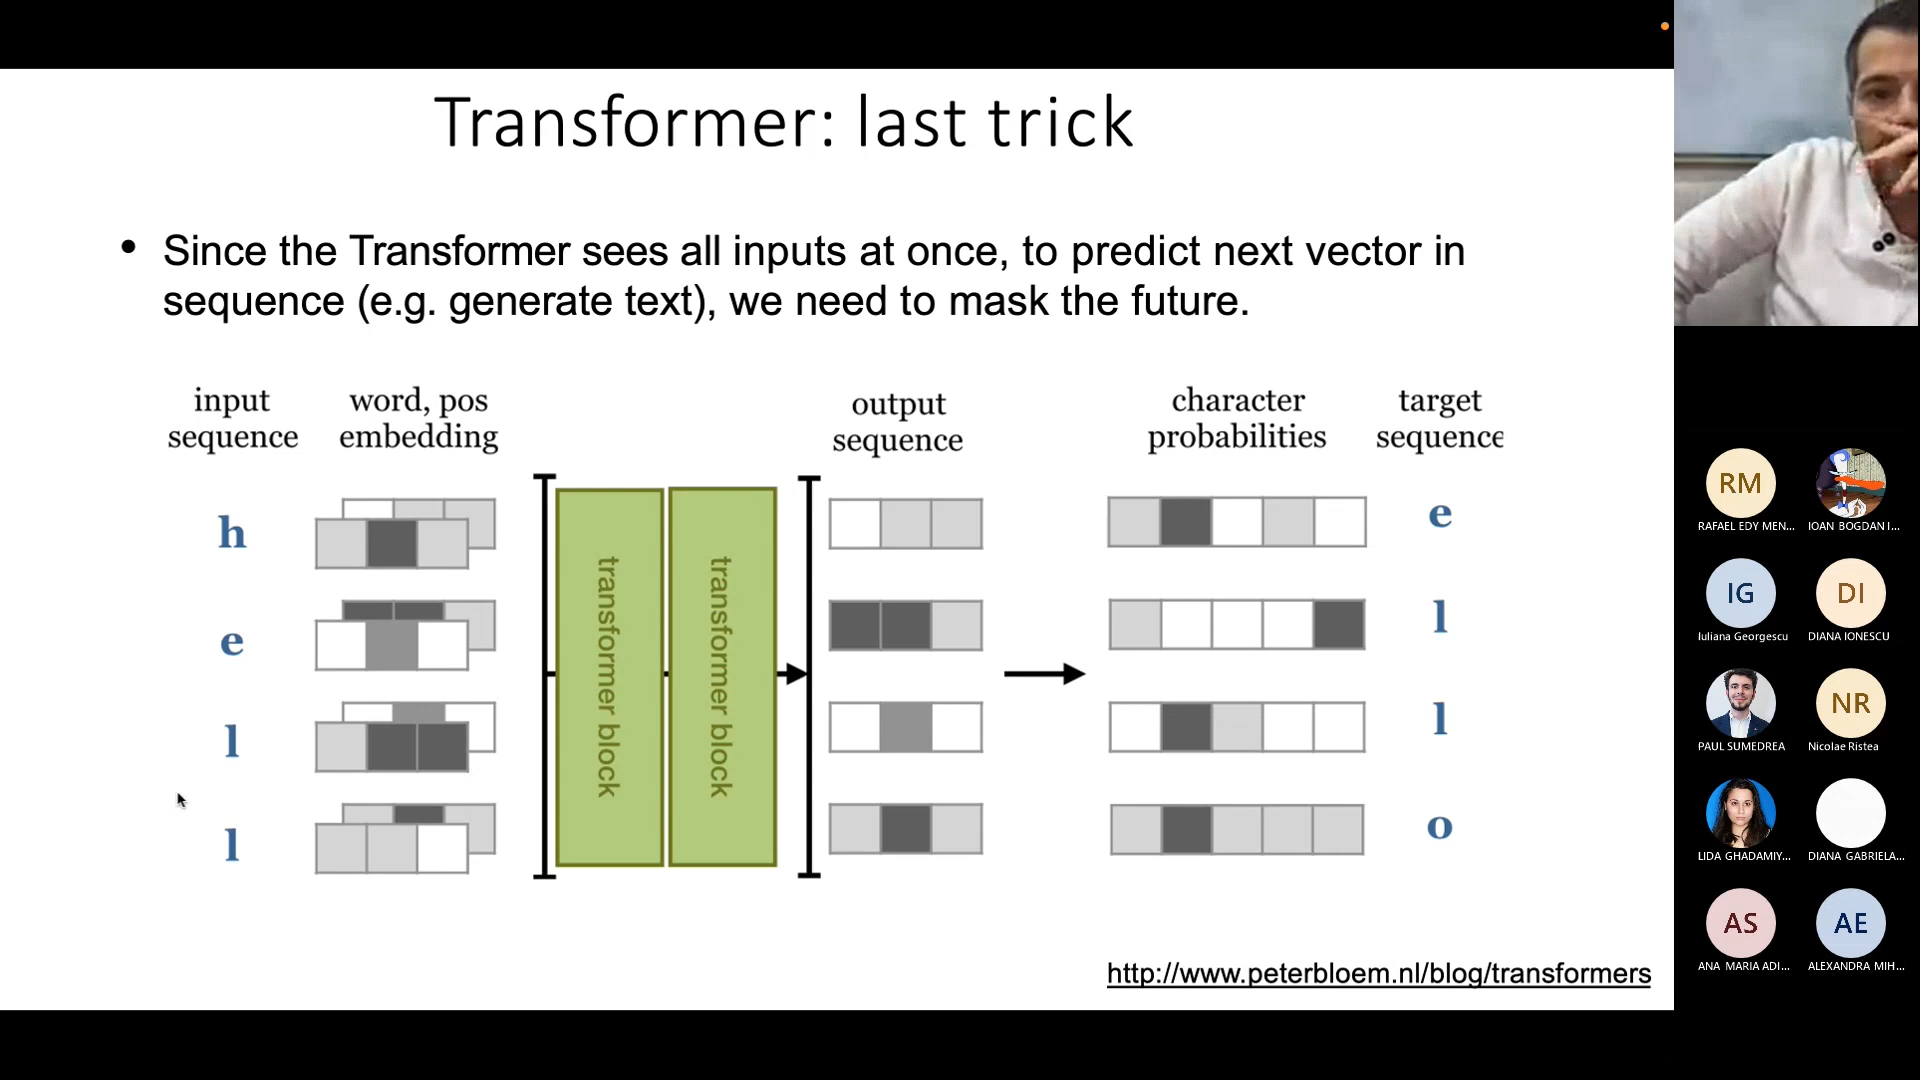 Transformer: last trick
• Since the Transformer sees all inputs at once, to predict next vector in
sequence (e.g. generate text), we need to mask the future.
input
sequence
word, pos
embedding
output
sequence
character
probabilities
target
sequence
h
e
l
l
transformer block
transformer block
e
l
l
o
http://www.peterbloem.nl/blog/transformers
RM
RAFAEL EDY MEN...
IOAN BOGDAN I...
IG
Iuliana Georgescu
DI
DIANA IONESCU
PAUL SUMEDREA
NR
Nicolae Ristea
LIDA GHADAMIY...
DIANA GABRIELA...
AS
ANA MARIA ADI...
AE
ALEXANDRA MIH...